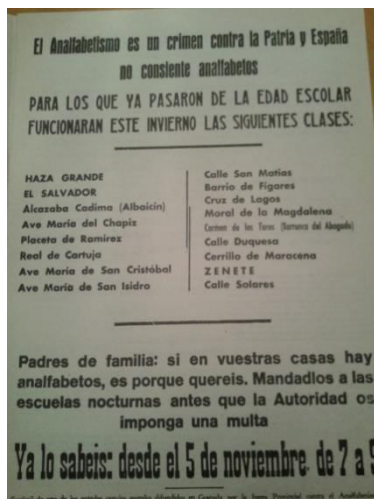 El Analfabetismo es un crimen contra la Patria y España
no consiente analfabetos
PARA LOS QUE YA PASARON DE LA EDAD ESCOLAR
FUNCIONARAN ESTE INVIERNO LAS SIGUIENTES CLASES:
HAZA GRANDE
EL SALVADOR
Alcazaba Cadima (Albaicín)
Ave María del Chapiz
Placeta de Ramirez
Real de Cartuja
Ave María de San Cristóbal
Ave María de San Isidro
Calle San Matías
Barrio de Fígares
Cruz de Lagos
Moral de la Magdalena
Carmen de los Toros (Barranco del Abogado)
Calle Duquesa
Cerrillo de Maracena
ZENETE
Calle Solares
Padres de familia: si en vuestras casas hay
analfabetos, es porque quereis. Mandadlos a las
escuelas nocturnas antes que la Autoridad os
imponga una multa
Ya lo sabeis: desde el 5 de noviembre, de 7 a 9